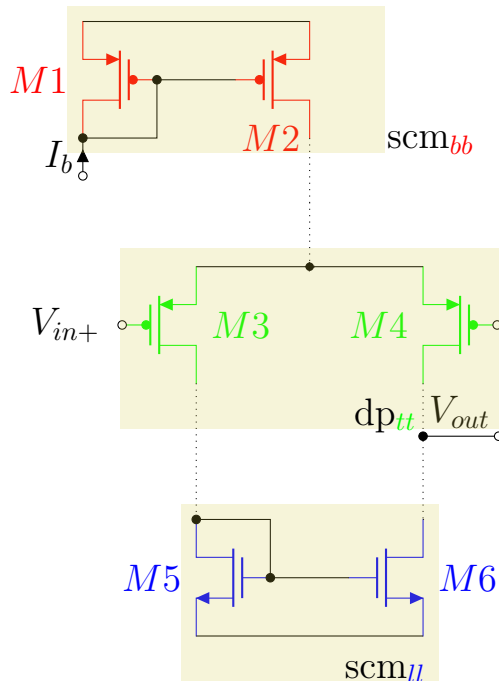 M1
M2
I_b
scm_bb
V_in+
M3
M4
dp_tt
V_out
M5
M6
scm_ll